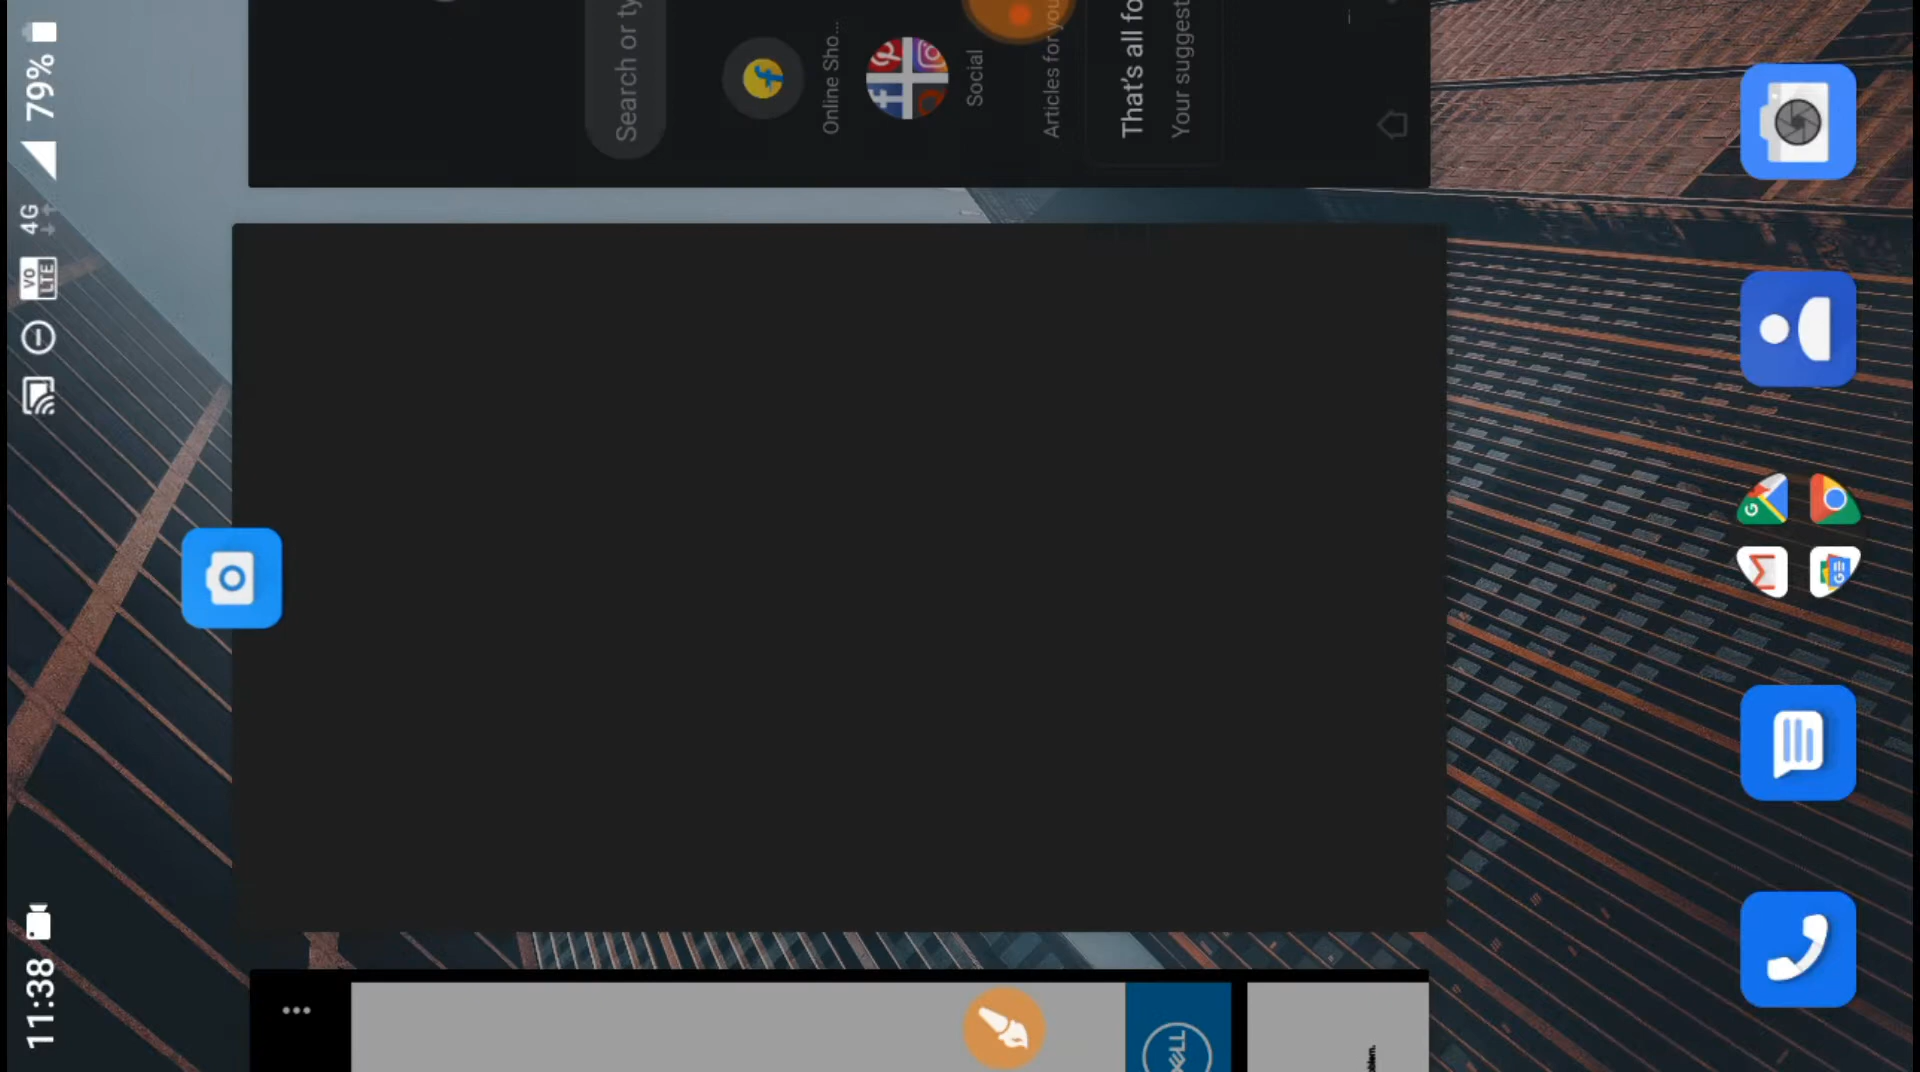 11:38
VO LTE
4G
79%
Search or ty
Online Sho...
Social
Articles for you
That's all fo
Your suggest
DELL
blem.